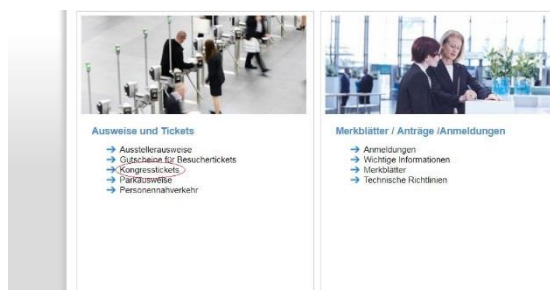 Ausweise und Tickets
Ausstellerausweise
Gutscheine für Besuchertickets
Kongresstickets
Parkausweise
Personennahverkehr
Merkblätter / Anträge /Anmeldungen
Anmeldungen
Wichtige Informationen
Merkblätter
Technische Richtlinien